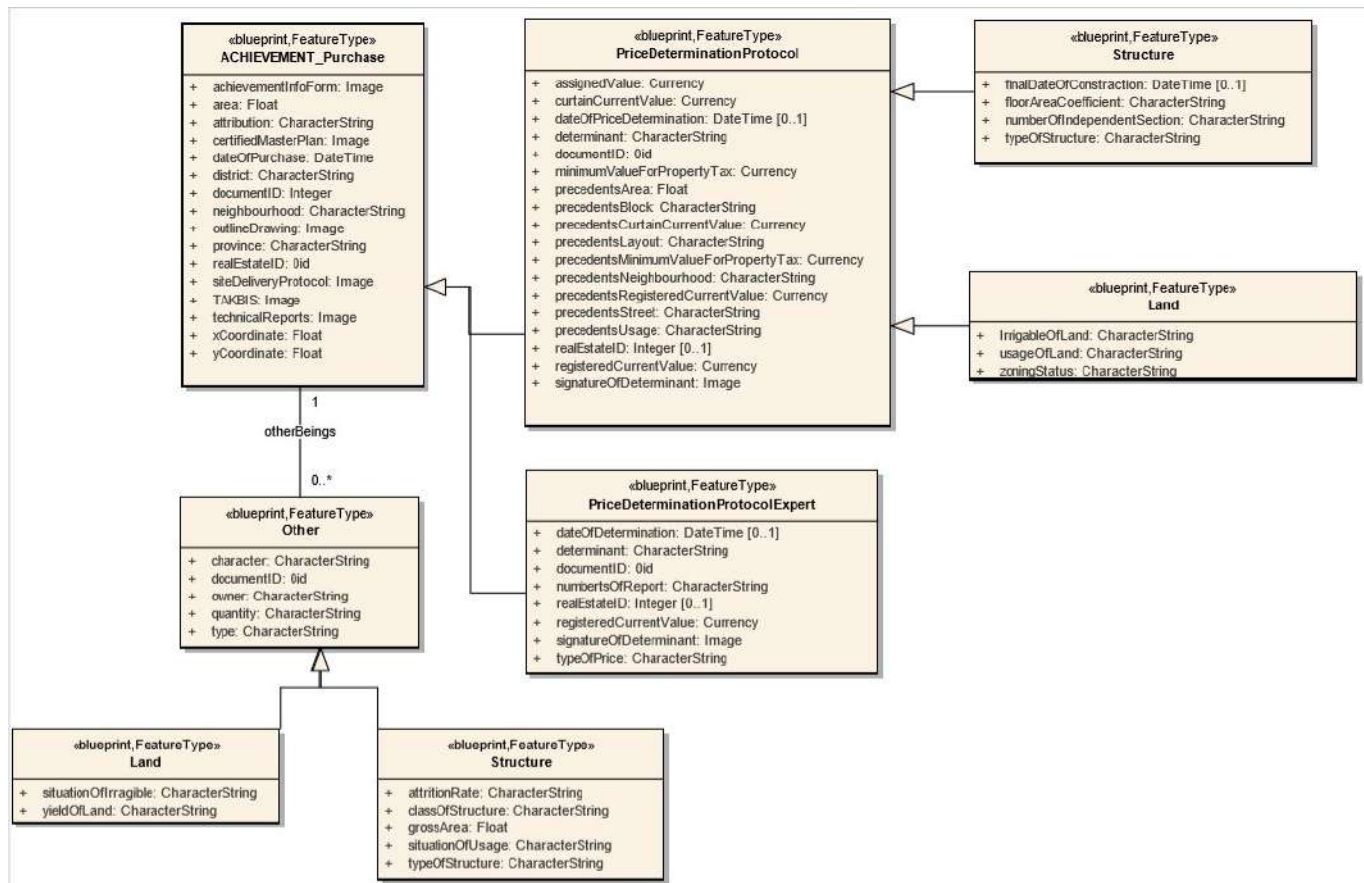 «blueprint,FeatureType»
ACHIEVEMENT_Purchase
+ achievementInfoForm: Image
+ area: Float
+ attribution: CharacterString
+ certifiedMasterPlan: Image
+ dateOfPurchase: DateTime
+ district: CharacterString
+ documentID: Integer
+ neighbourhood: CharacterString
+ outlineDrawing: Image
+ province: CharacterString
+ realEstateID: 0id
+ siteDeliveryProtocol: Image
+ TAKBIS: Image
+ technicalReports: Image
+ xCoordinate: Float
+ yCoordinate: Float
«blueprint,FeatureType»
PriceDeterminationProtocol
+ assignedValue: Currency
+ curtainCurrentValue: Currency
+ dateOfPriceDetermination: DateTime [0..1]
+ determinant: CharacterString
+ documentID: 0id
+ minimumValueForPropertyTax: Currency
+ precedentsArea: Float
+ precedentsBlock: CharacterString
+ precedentsCurtainCurrentValue: Currency
+ precedentsLayout: CharacterString
+ precedentsMinimumValueForPropertyTax: Currency
+ precedentsNeighbourhood: CharacterString
+ precedentsRegisteredCurrentValue: Currency
+ precedentsStreet: CharacterString
+ precedentsUsage: CharacterString
+ realEstateID: Integer [0..1]
+ registeredCurrentValue: Currency
+ signatureOfDeterminant: Image
«blueprint,FeatureType»
Structure
+ finalDateOfConstraction: DateTime [0..1]
+ floorAreaCoefficient: CharacterString
+ numberOfIndependentSection: CharacterString
+ typeOfStructure: CharacterString
«blueprint,FeatureType»
Land
+ IrrigableOfLand: CharacterString
+ usageOfLand: CharacterString
+ zoningStatus: CharacterString
1
otherBeings
0..*
«blueprint,FeatureType»
Other
+ character: CharacterString
+ documentID: 0id
+ owner: CharacterString
+ quantity: CharacterString
+ type: CharacterString
«blueprint,FeatureType»
PriceDeterminationProtocolExpert
+ dateOfDetermination: DateTime [0..1]
+ determinant: CharacterString
+ documentID: 0id
+ numbertsOfReport: CharacterString
+ realEstateID: Integer [0..1]
+ registeredCurrentValue: Currency
+ signatureOfDeterminant: Image
+ typeOfPrice: CharacterString
«blueprint,FeatureType»
Land
+ situationOfIrragible: CharacterString
+ yieldOfLand: CharacterString
«blueprint,FeatureType»
Structure
+ attritionRate: CharacterString
+ classOfStructure: CharacterString
+ grossArea: Float
+ situationOfUsage: CharacterString
+ typeOfStructure: CharacterString